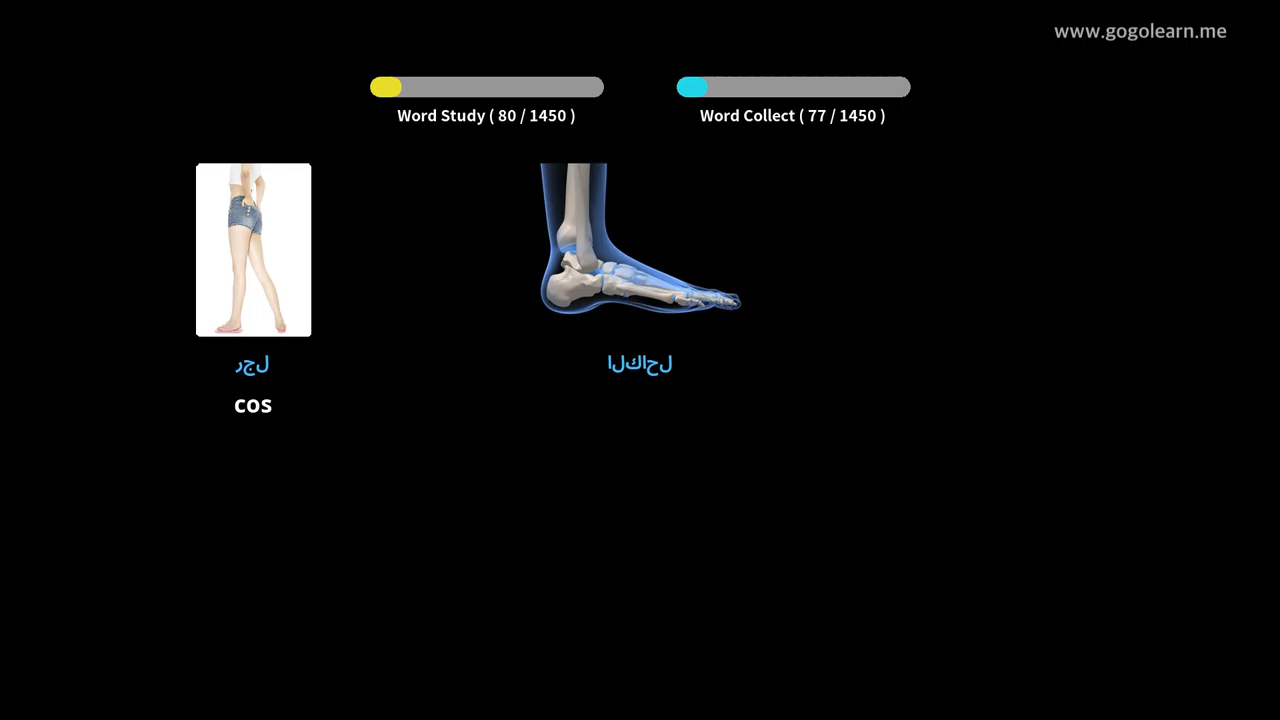 www.gogolearn.me
Word Study ( 80 / 1450 )
Word Collect ( 77 / 1450 )
رجل
الكاحل
cos